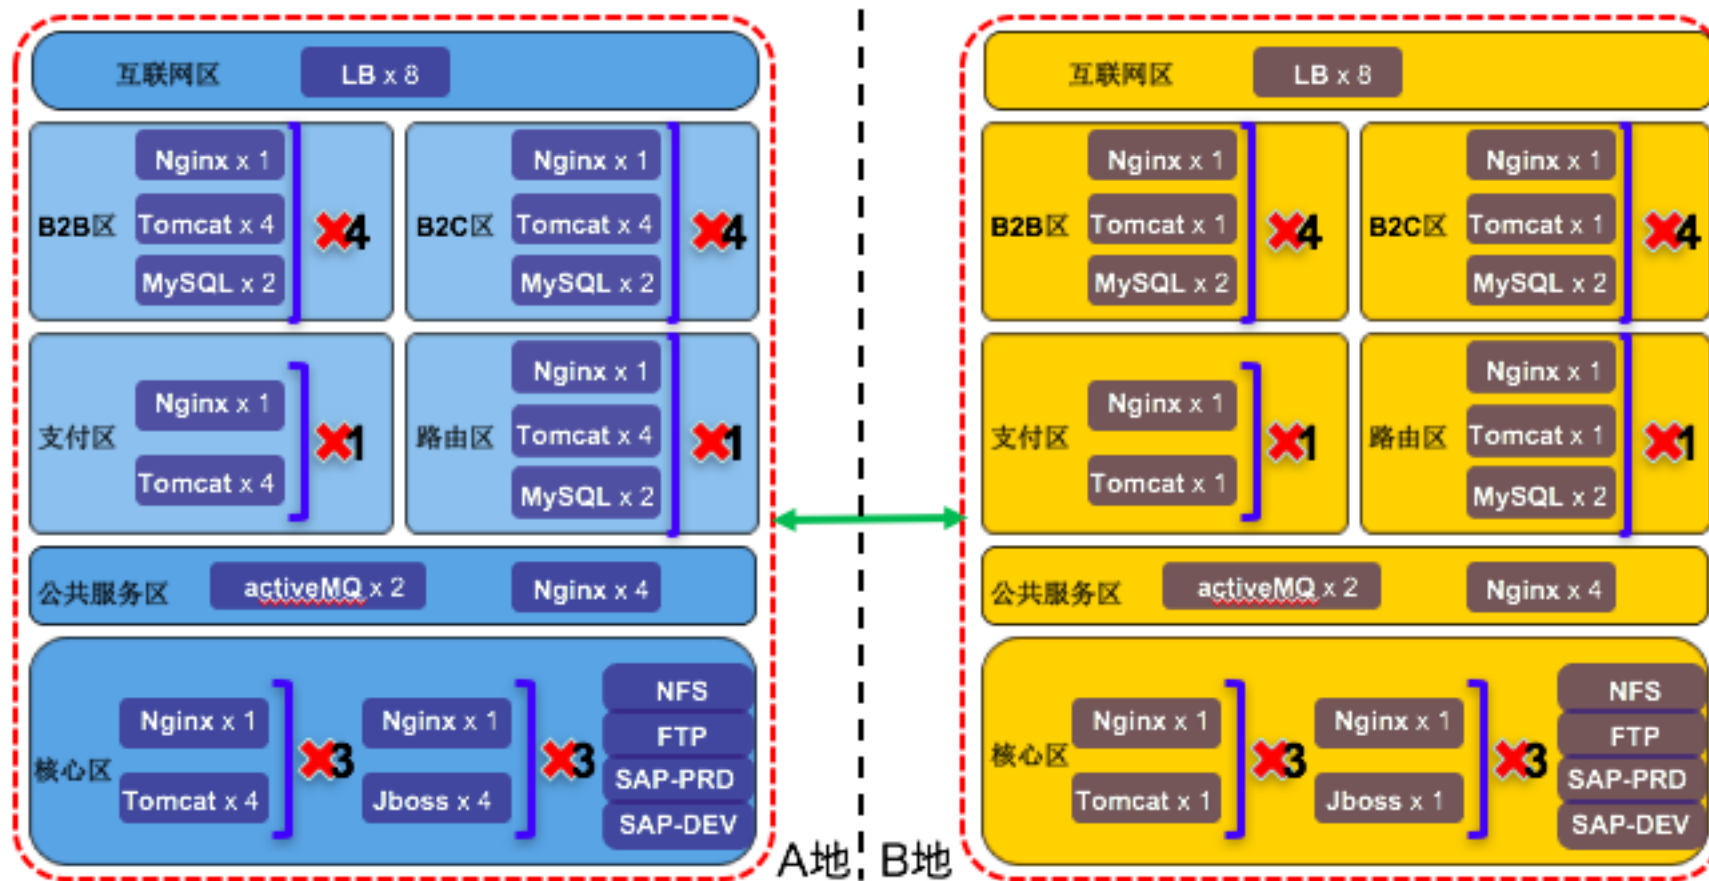 互联网区 LB x 8
B2B区
Nginx x 1
Tomcat x 4
MySQL x 2
✖4
B2C区
Nginx x 1
Tomcat x 4
MySQL x 2
✖4
支付区
Nginx x 1
Tomcat x 4
✖1
路由区
Nginx x 1
Tomcat x 4
MySQL x 2
✖1
公共服务区 activeMQ x 2 Nginx x 4
核心区
Nginx x 1
Tomcat x 4
✖3
Nginx x 1
Jboss x 4
✖3
NFS
FTP
SAP-PRD
SAP-DEV
A地
互联网区 LB x 8
B2B区
Nginx x 1
Tomcat x 1
MySQL x 2
✖4
B2C区
Nginx x 1
Tomcat x 1
MySQL x 2
✖4
支付区
Nginx x 1
Tomcat x 1
✖1
路由区
Nginx x 1
Tomcat x 1
MySQL x 2
✖1
公共服务区 activeMQ x 2 Nginx x 4
核心区
Nginx x 1
Tomcat x 1
✖3
Nginx x 1
Jboss x 1
✖3
NFS
FTP
SAP-PRD
SAP-DEV
B地